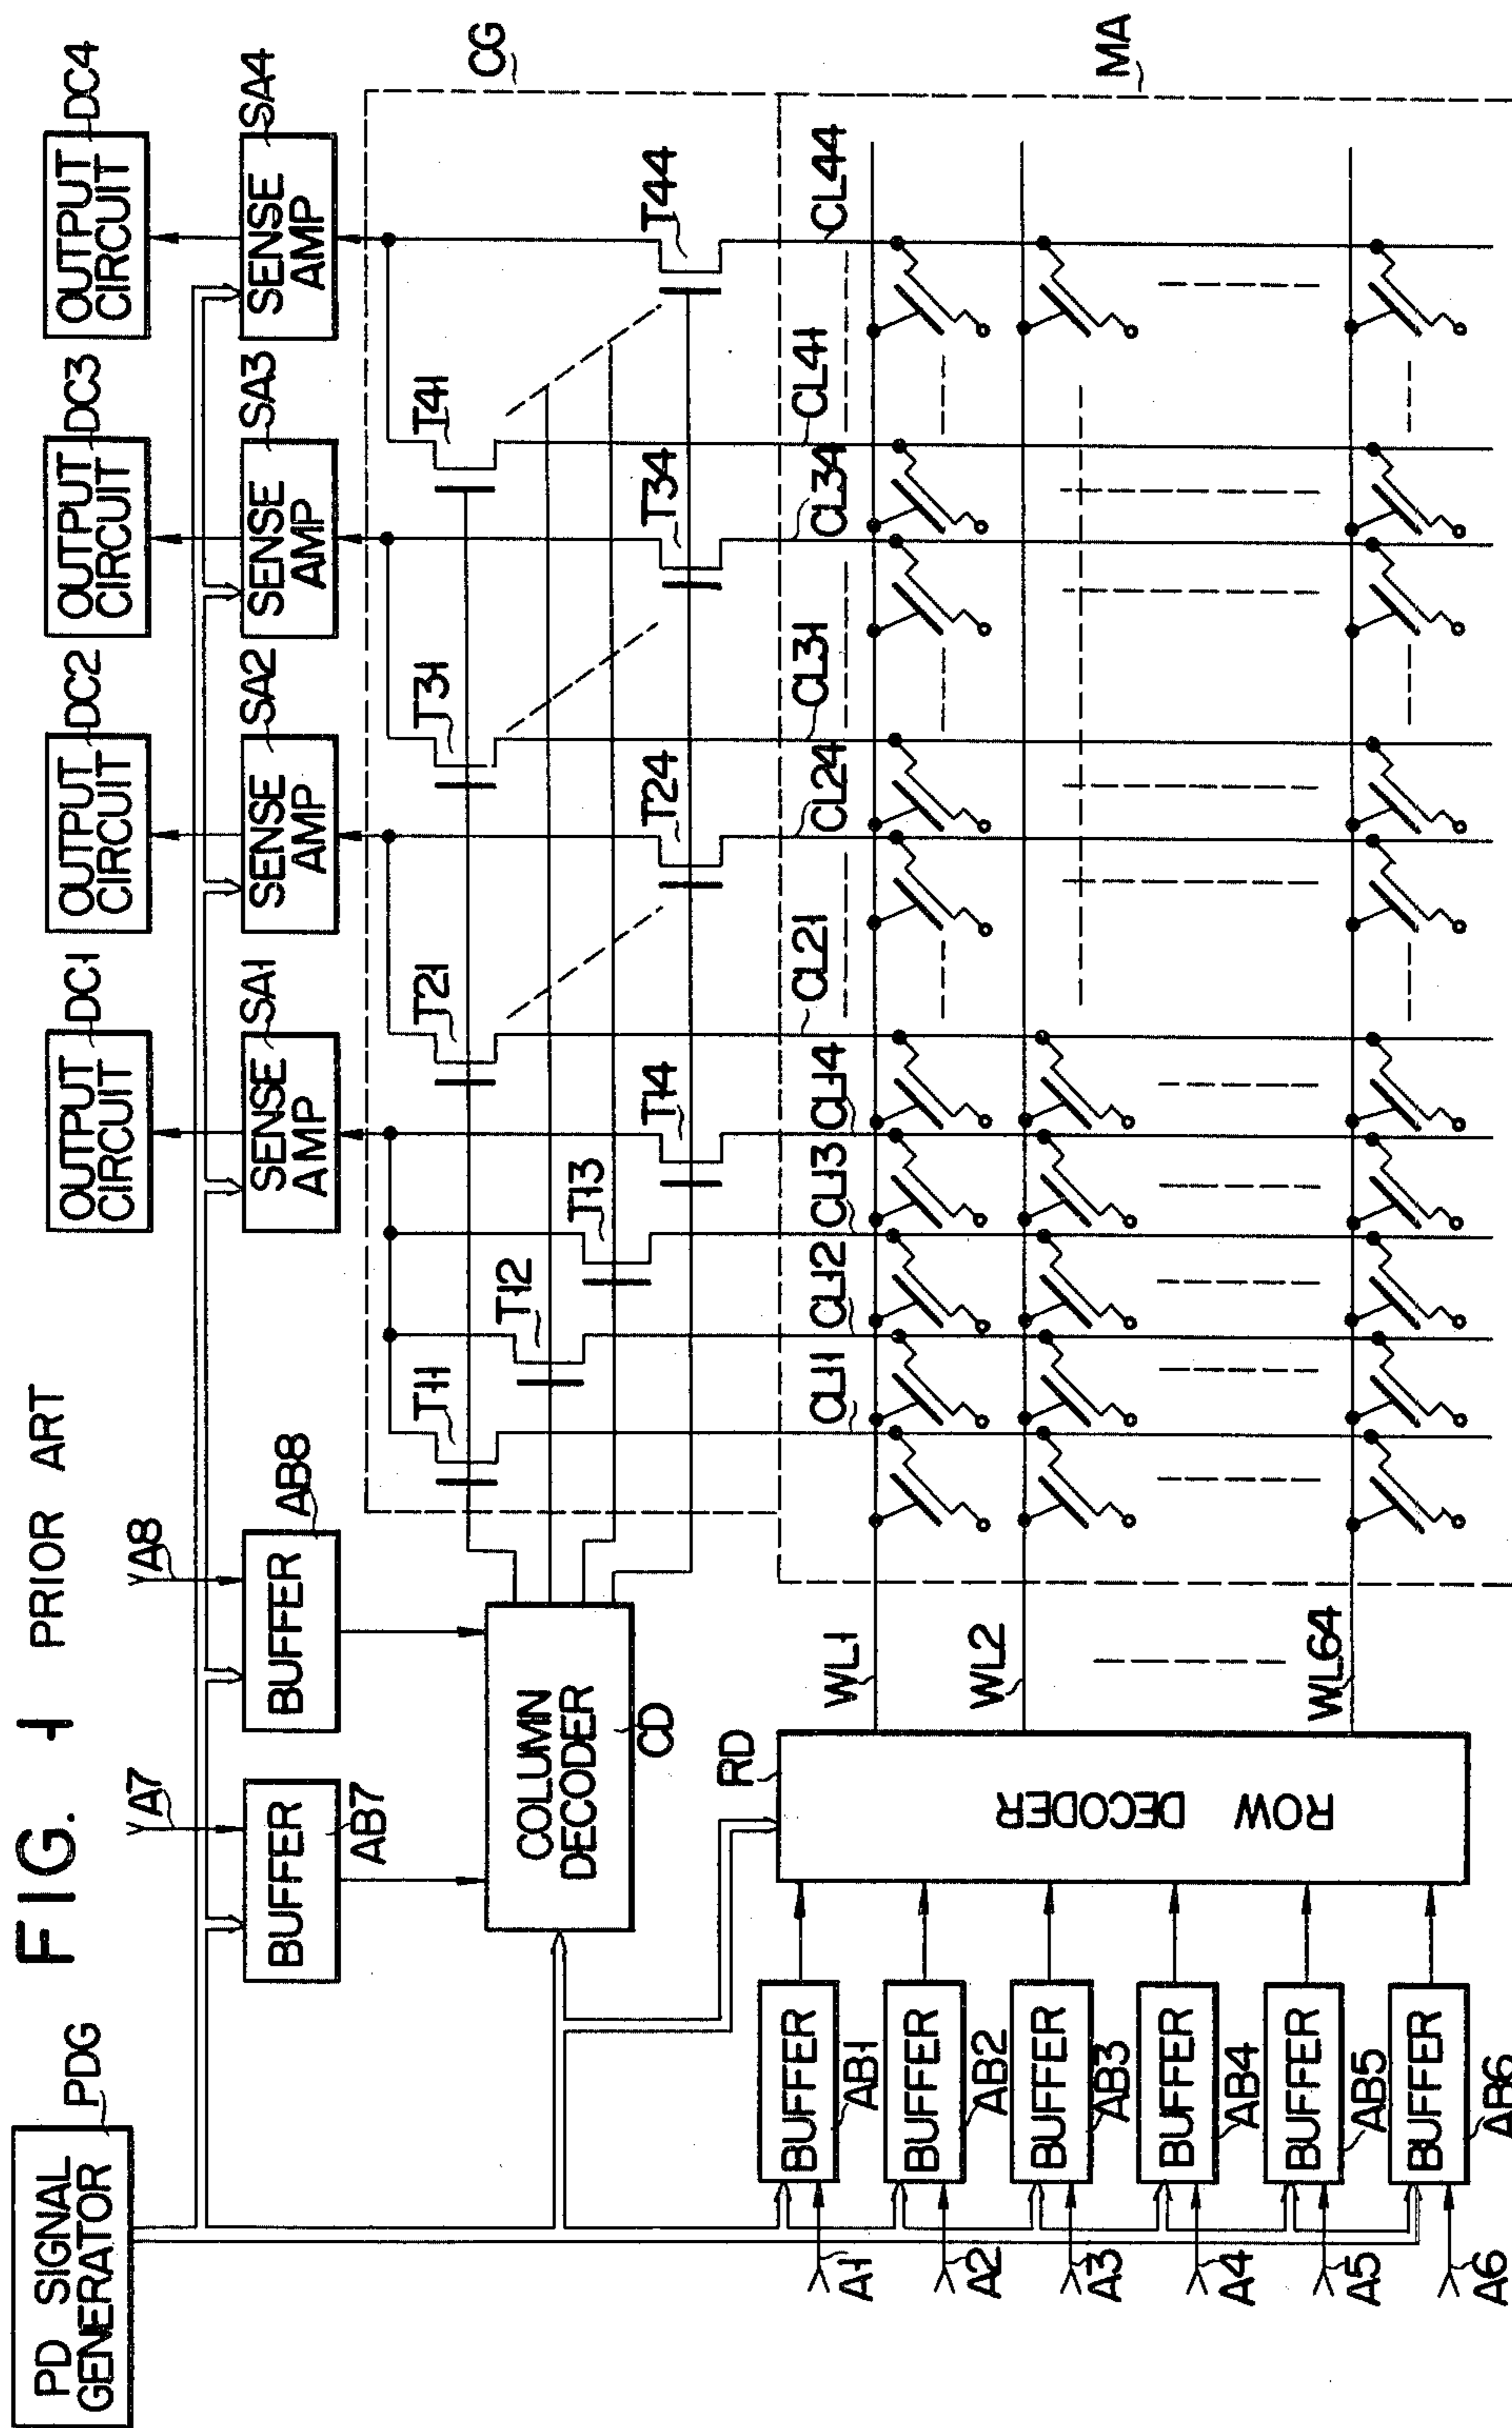 FIG. 1 PRIOR ART
PD SIGNAL
GENERATOR
PDG
A7
A8
BUFFER
AB7
BUFFER
AB8
OUTPUT
CIRCUIT
DC1
OUTPUT
CIRCUIT
DC2
OUTPUT
CIRCUIT
DC3
OUTPUT
CIRCUIT
DC4
SENSE
AMP
SA1
SENSE
AMP
SA2
SENSE
AMP
SA3
SENSE
AMP
SA4
COLUMN
DECODER
CD
CG
T11
T12
T13
T14
T21
T24
T31
T34
T41
T44
CL11
CL12
CL13
CL14
CL21
CL24
CL31
CL34
CL41
CL44
MA
RD
ROW DECODER
WL1
WL2
WL64
A1
BUFFER
AB1
A2
BUFFER
AB2
A3
BUFFER
AB3
A4
BUFFER
AB4
A5
BUFFER
AB5
A6
BUFFER
AB6